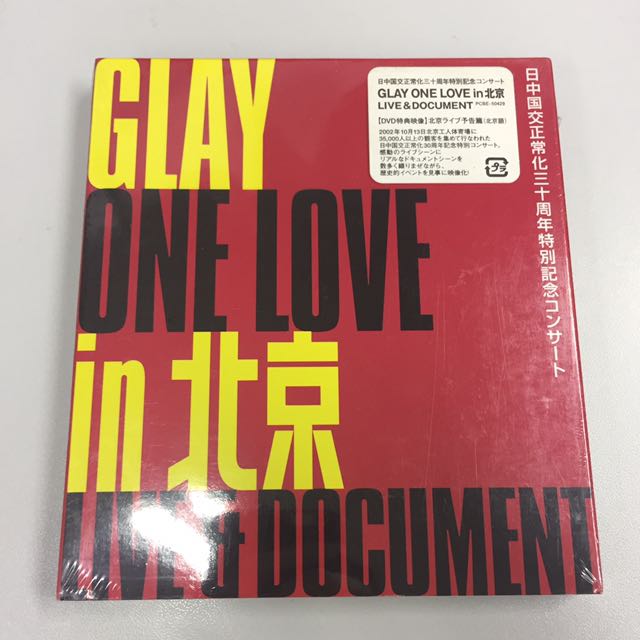 GLAY
ONE LOVE
in 北京
LIVE & DOCUMENT
日中国交正常化三十周年特別記念コンサート
GLAY ONE LOVE in 北京
LIVE & DOCUMENT PCBE-50429
【DVD特典映像】北京ライブ予告篇(北京語)
2002年10月13日北京工人体育場に
35,000人以上の観客を集めて行なわれた
日中国交正常化30周年記念特別コンサート。
感動のライブシーンに
リアルなドキュメントシーンを
数多く織りまぜながら、
歴史的イベントを見事に映像化!
プラ
日中国交正常化三十周年特別記念コンサート